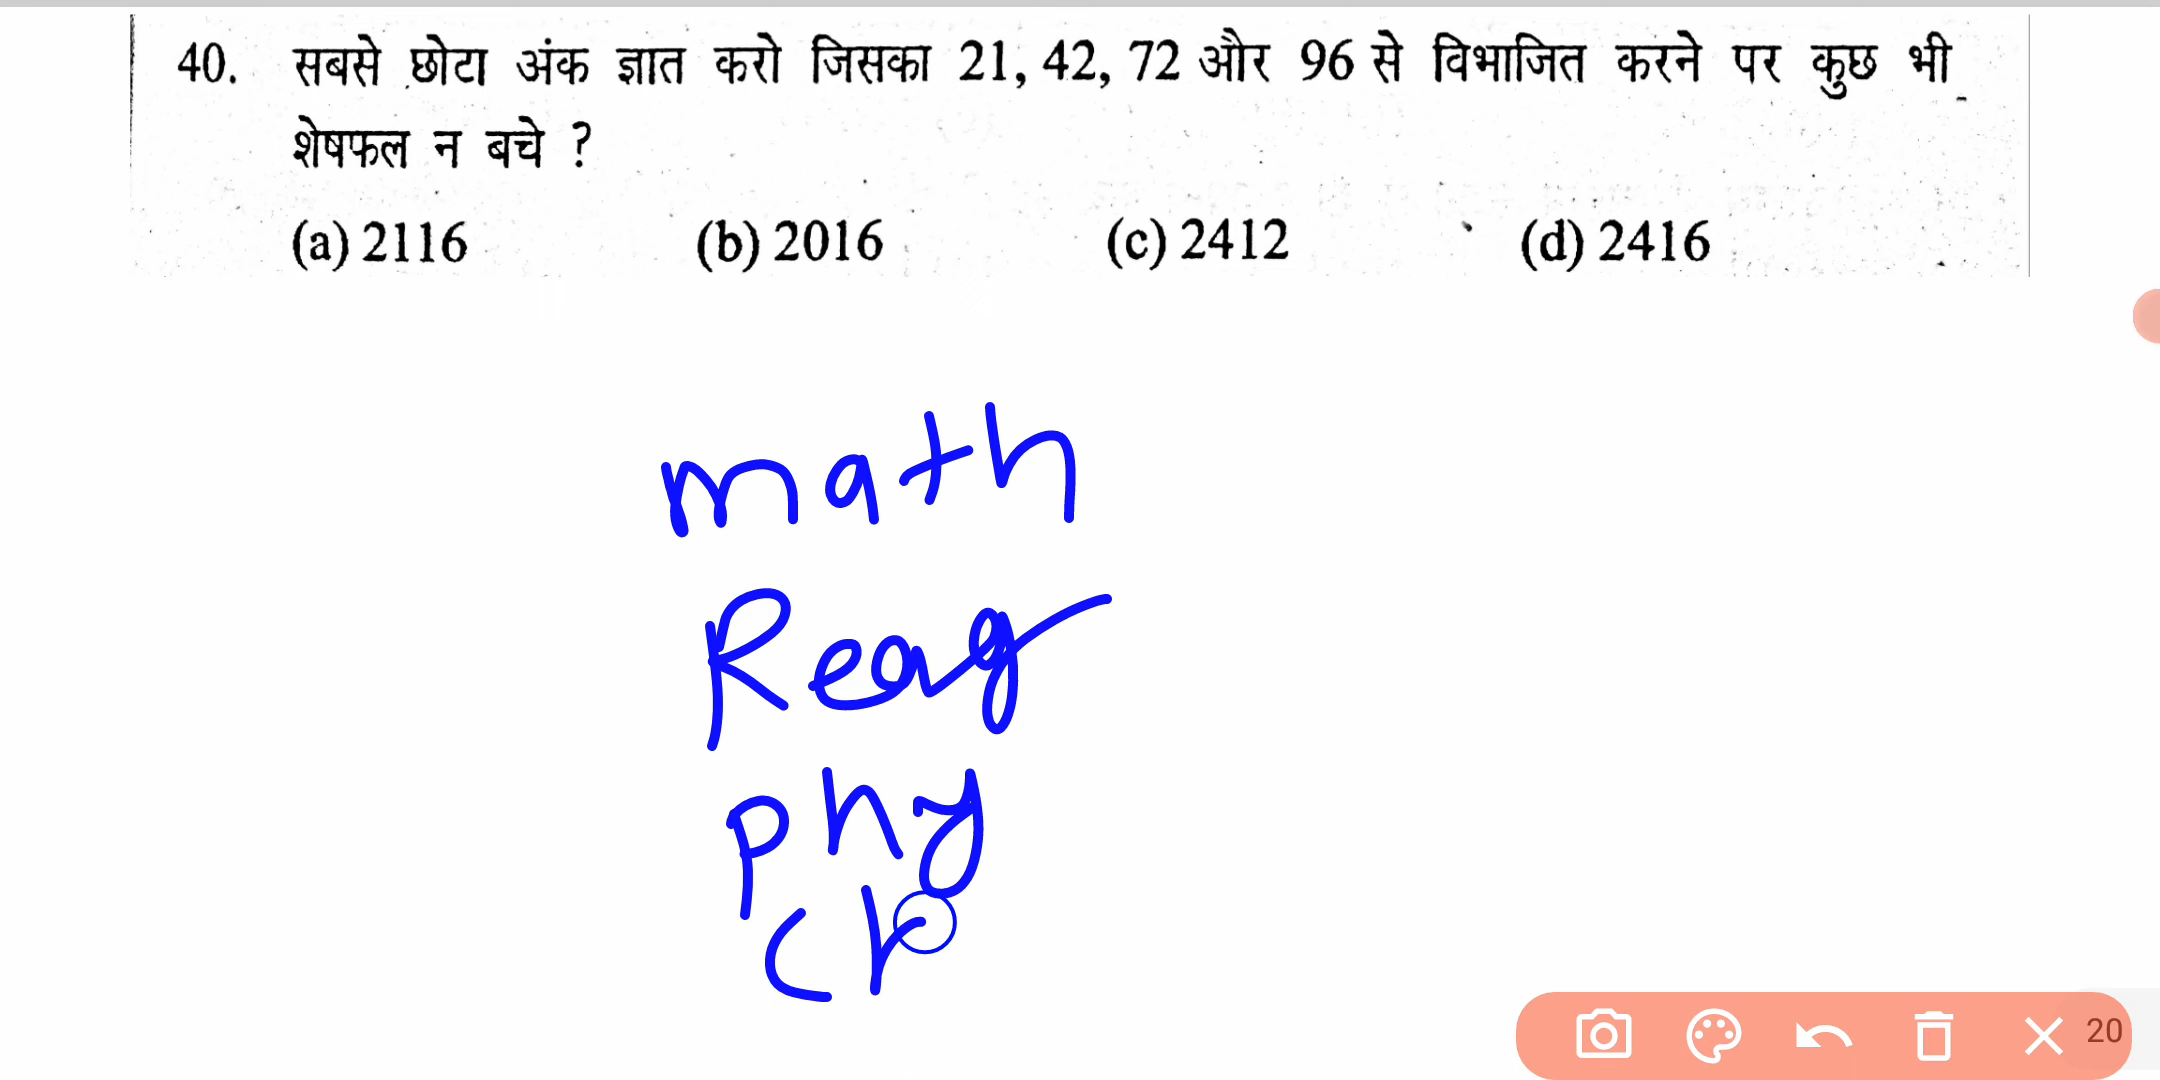 40. सबसे छोटा अंक ज्ञात करो जिसका 21, 42, 72 और 96 से विभाजित करने पर कुछ भी
शेषफल न बचे ?
(a) 2116 (b) 2016 (c) 2412 (d) 2416
math
Reag
phy
Ch
20